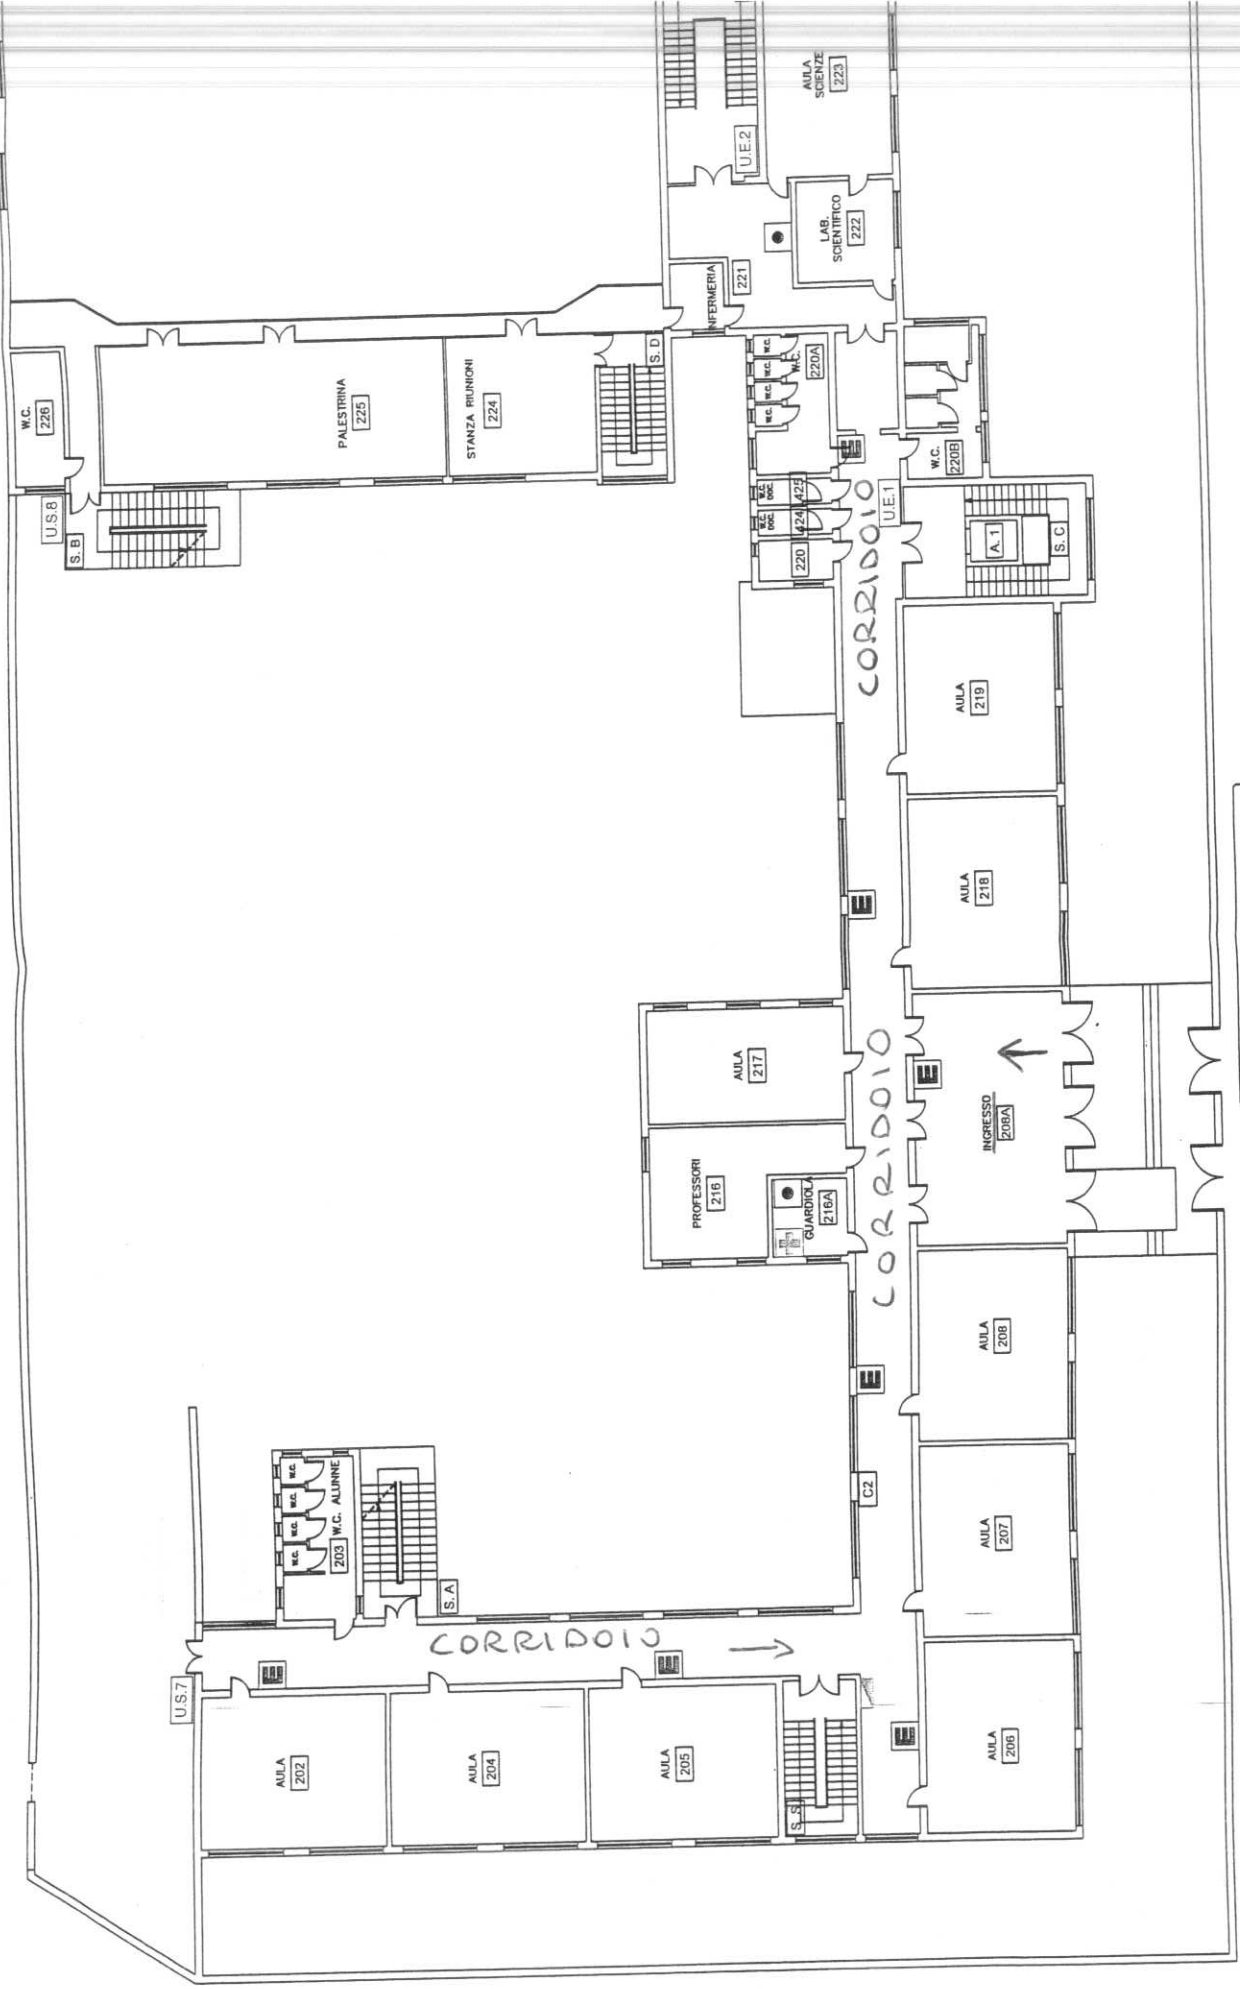 AULA
SCIENZE
223
U.E.2
LAB.
SCIENTIFICO
222
221
INFERMERIA
S. D
W.C.
226
PALESTRINA
225
STANZA RIUNIONI
224
W.C.
W.C.
W.C.
W.C.
W.C.
220A
E
W.C.
220B
U.S.8
S. B
W.C.
DOC.
425
W.C.
DOC.
424
220
U.E.1
A. 1
S. C
CORRIDOIO
AULA
219
AULA
218
E
AULA
217
PROFESSORI
216
GUARDIOLA
216A
CORRIDOIO
E
INGRESSO
208A
AULA
208
E
C2
AULA
207
W.C.
W.C.
W.C.
W.C.
W.C. ALUNNE
203
S. A
CORRIDOIO
U.S.7
E
E
AULA
202
AULA
204
AULA
205
S. S
E
AULA
206